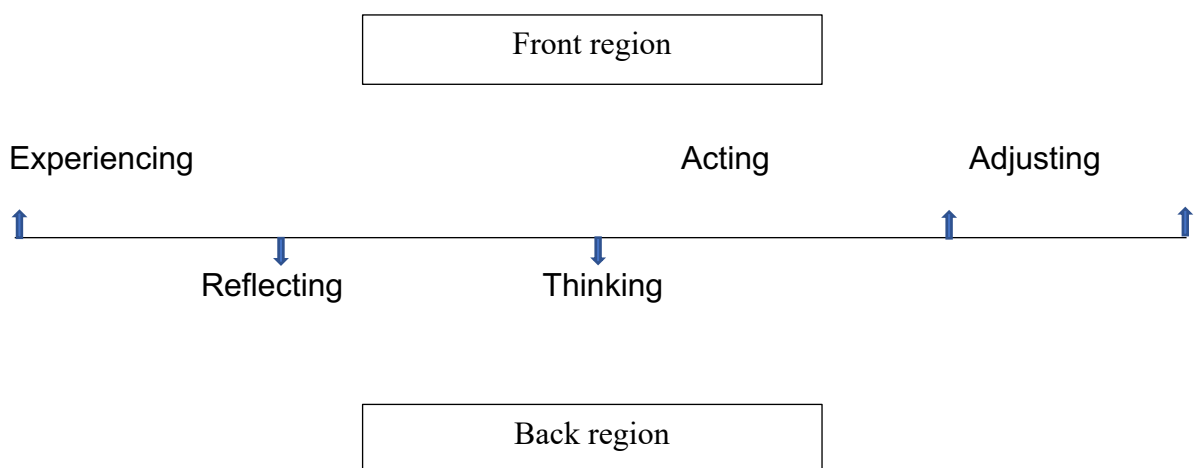 Front region
Experiencing Acting Adjusting
Reflecting Thinking
Back region